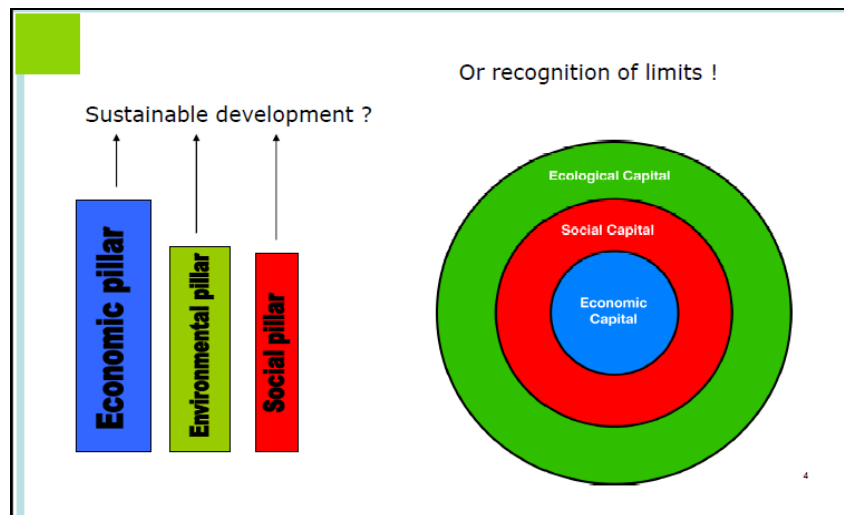 Or recognition of limits !
Sustainable development ?
Economic pillar
Environmental pillar
Social pillar
Ecological Capital
Social Capital
Economic
Capital
4